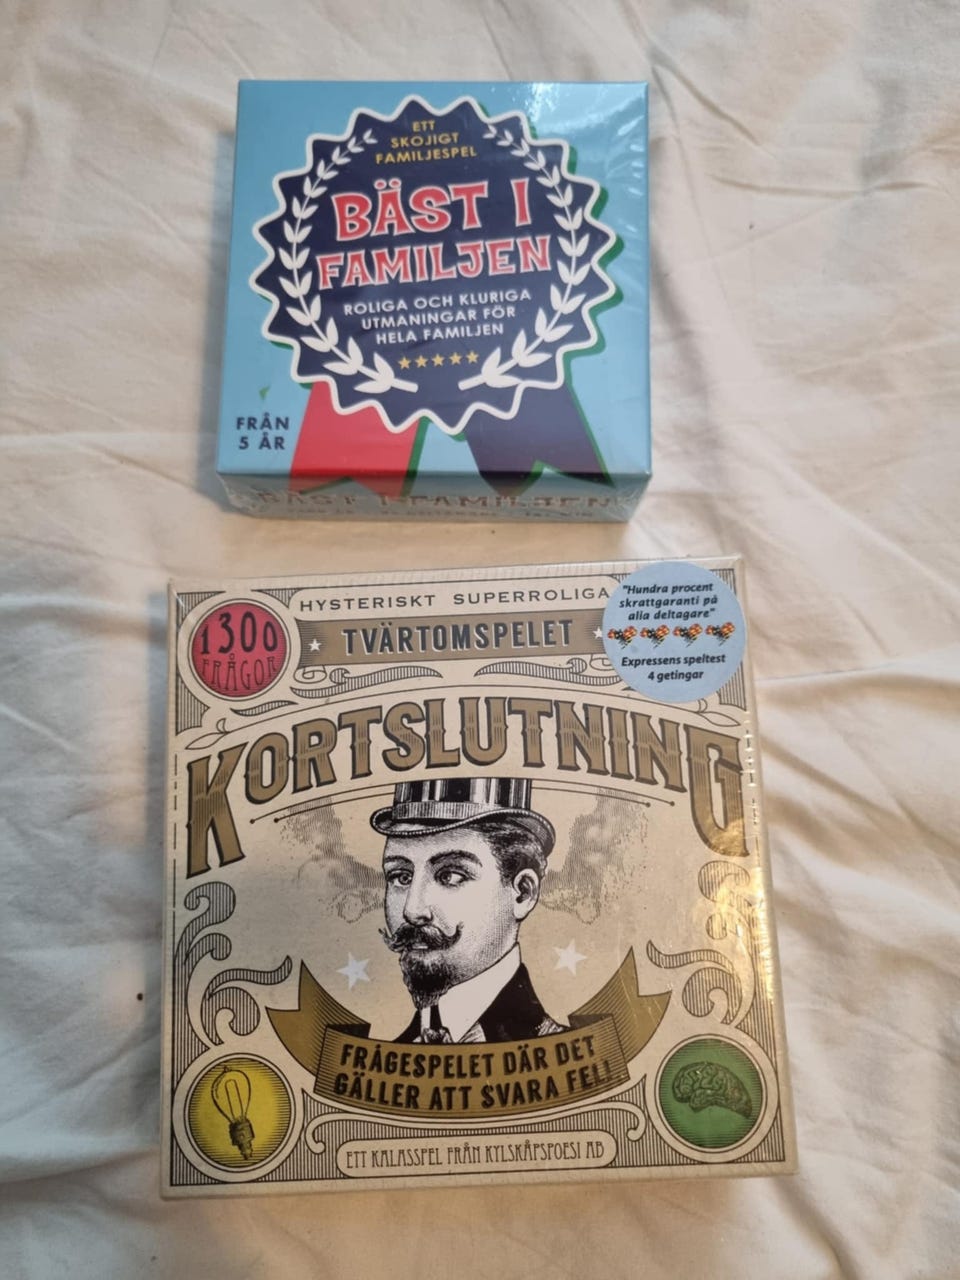 ETT
SKOJIGT
FAMILJESPEL
BÄST I
FAMILJEN
ROLIGA OCH KLURIGA
UTMANINGAR FÖR
HELA FAMILJEN
FRÅN
5 ÅR
BÄST I FAMILJEN
HYSTERISKT SUPERROLIGA
TVÄRTOMSPELET
1300
FRÅGOR
"Hundra procent
skrattgaranti på
alla deltagare"
Expressens speltest
4 getingar
KORTSLUTNING
FRÅGESPELET DÄR DET
GÄLLER ATT SVARA FEL!
ETT KALASSPEL FRÅN KYLSKÅPSPOESI AB